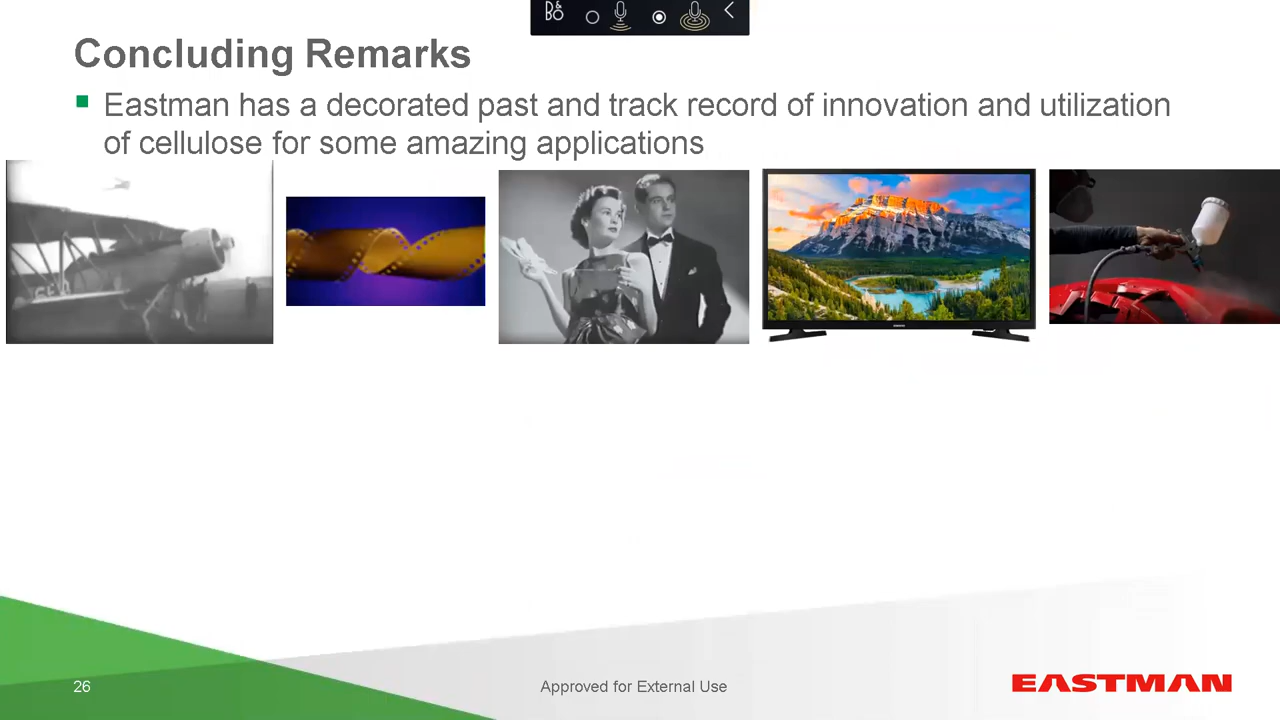 Concluding Remarks
Eastman has a decorated past and track record of innovation and utilization
of cellulose for some amazing applications
26
Approved for External Use
EASTMAN